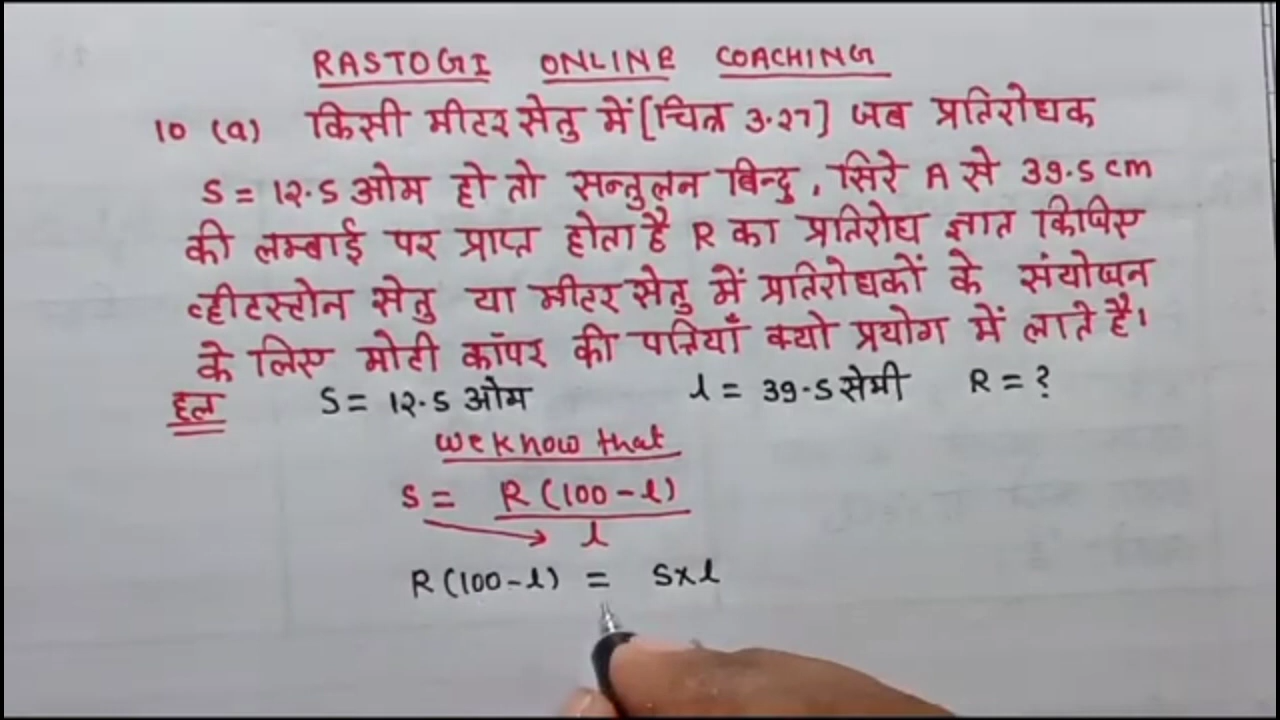 RASTOGI ONLINE COACHING
10 (a) किसी मीटर सेतु में [चित्र 3.27] जब प्रतिरोधक
S = 12.5 ओम हो तो सन्तुलन बिन्दु, सिरे A से 39.5 cm
की लम्बाई पर प्राप्त होता है R का प्रतिरोध ज्ञात किजिए
व्हीटस्टोन सेतु या मीटर सेतु में प्रतिरोधकों के संयोजन
के लिए मोटी कॉपर की पत्तियाँ क्यो प्रयोग में लाते है।
हल S = 12.5 ओम l = 39.5 सेमी R = ?
we know that
S = R (100 - l)
l
R (100 - l) = S x l